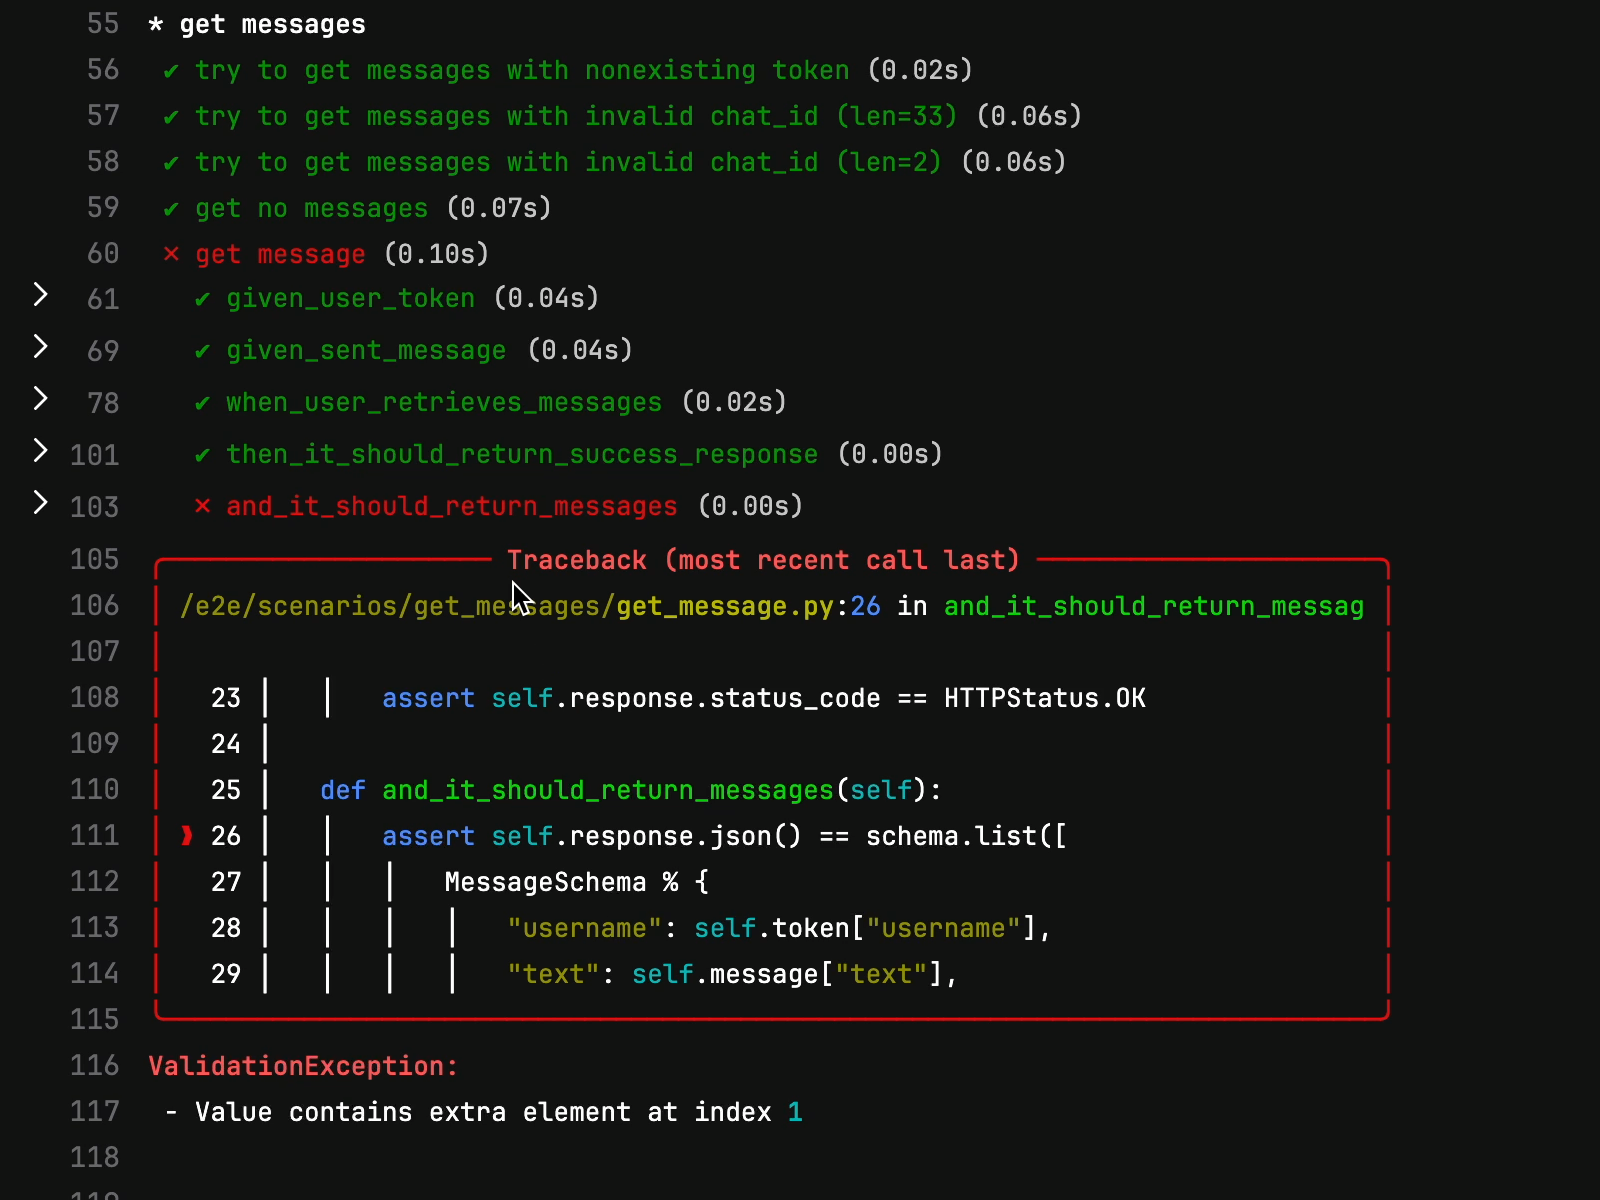 55 * get messages
56 ✔ try to get messages with nonexisting token (0.02s)
57 ✔ try to get messages with invalid chat_id (len=33) (0.06s)
58 ✔ try to get messages with invalid chat_id (len=2) (0.06s)
59 ✔ get no messages (0.07s)
60 ✕ get message (0.10s)
61 ✔ given_user_token (0.04s)
69 ✔ given_sent_message (0.04s)
78 ✔ when_user_retrieves_messages (0.02s)
101 ✔ then_it_should_return_success_response (0.00s)
103 ✕ and_it_should_return_messages (0.00s)
105 Traceback (most recent call last)
106 /e2e/scenarios/get_messages/get_message.py:26 in and_it_should_return_messag
107
108 23 assert self.response.status_code == HTTPStatus.OK
109 24
110 25 def and_it_should_return_messages(self):
111 ❱ 26 assert self.response.json() == schema.list([
112 27 MessageSchema % {
113 28 "username": self.token["username"],
114 29 "text": self.message["text"],
115
116 ValidationException:
117 - Value contains extra element at index 1
118